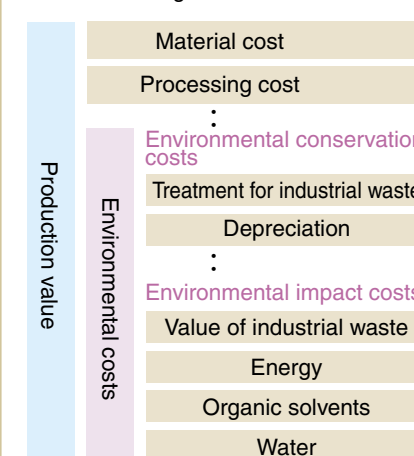 Material cost
Processing cost
:
Environmental conservation
costs
Treatment for industrial waste
Depreciation
:
Environmental impact costs
Value of industrial waste
Energy
Organic solvents
Water
Production value
Environmental costs